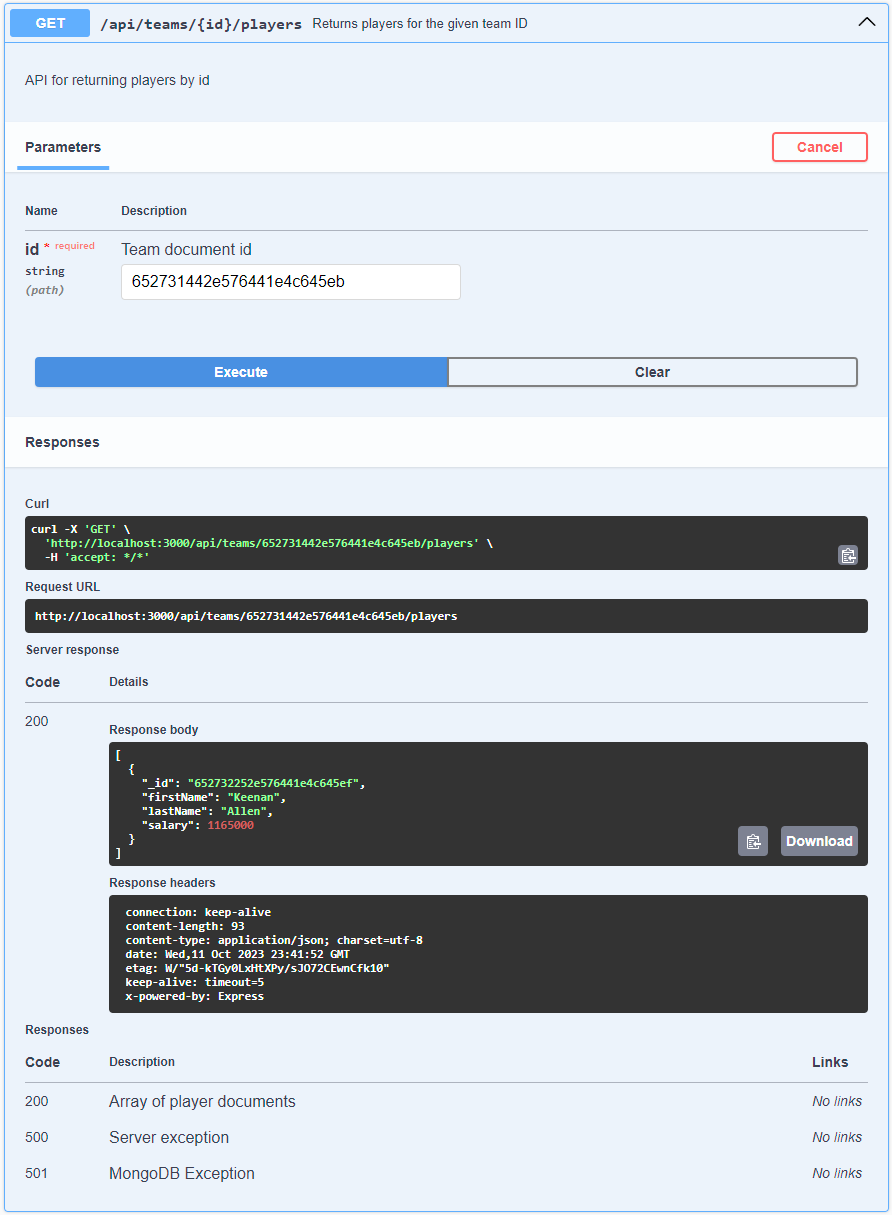 GET /api/teams/{id}/players Returns players for the given team ID
API for returning players by id
Parameters Cancel
Name Description
id * required Team document id
string 652731442e576441e4c645eb
(path)
Execute Clear
Responses
Curl
curl -X 'GET' \
'http://localhost:3000/api/teams/652731442e576441e4c645eb/players' \
-H 'accept: */*'
Request URL
http://localhost:3000/api/teams/652731442e576441e4c645eb/players
Server response
Code Details
200
Response body
[
{
"_id": "652732252e576441e4c645ef",
"firstName": "Keenan",
"lastName": "Allen",
"salary": 1165000
}
]
Download
Response headers
connection: keep-alive
content-length: 93
content-type: application/json; charset=utf-8
date: Wed,11 Oct 2023 23:41:52 GMT
etag: W/"5d-kTGy0LxHtXPy/sJO72CEwnCfk10"
keep-alive: timeout=5
x-powered-by: Express
Responses
Code Description Links
200 Array of player documents No links
500 Server exception No links
501 MongoDB Exception No links